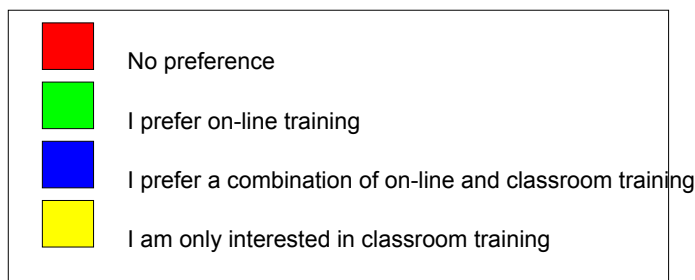 No preference
I prefer on-line training
I prefer a combination of on-line and classroom training
I am only interested in classroom training